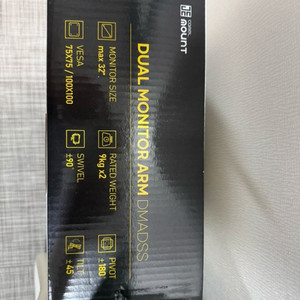 mount
DUAL MONITOR ARM DMADSS
MONITOR SIZE
max 32"
RATED WEIGHT
9kg x2
PIVOT
±180
VESA
75X75 / 100X100
SWIVEL
±90°
TILT
±45°